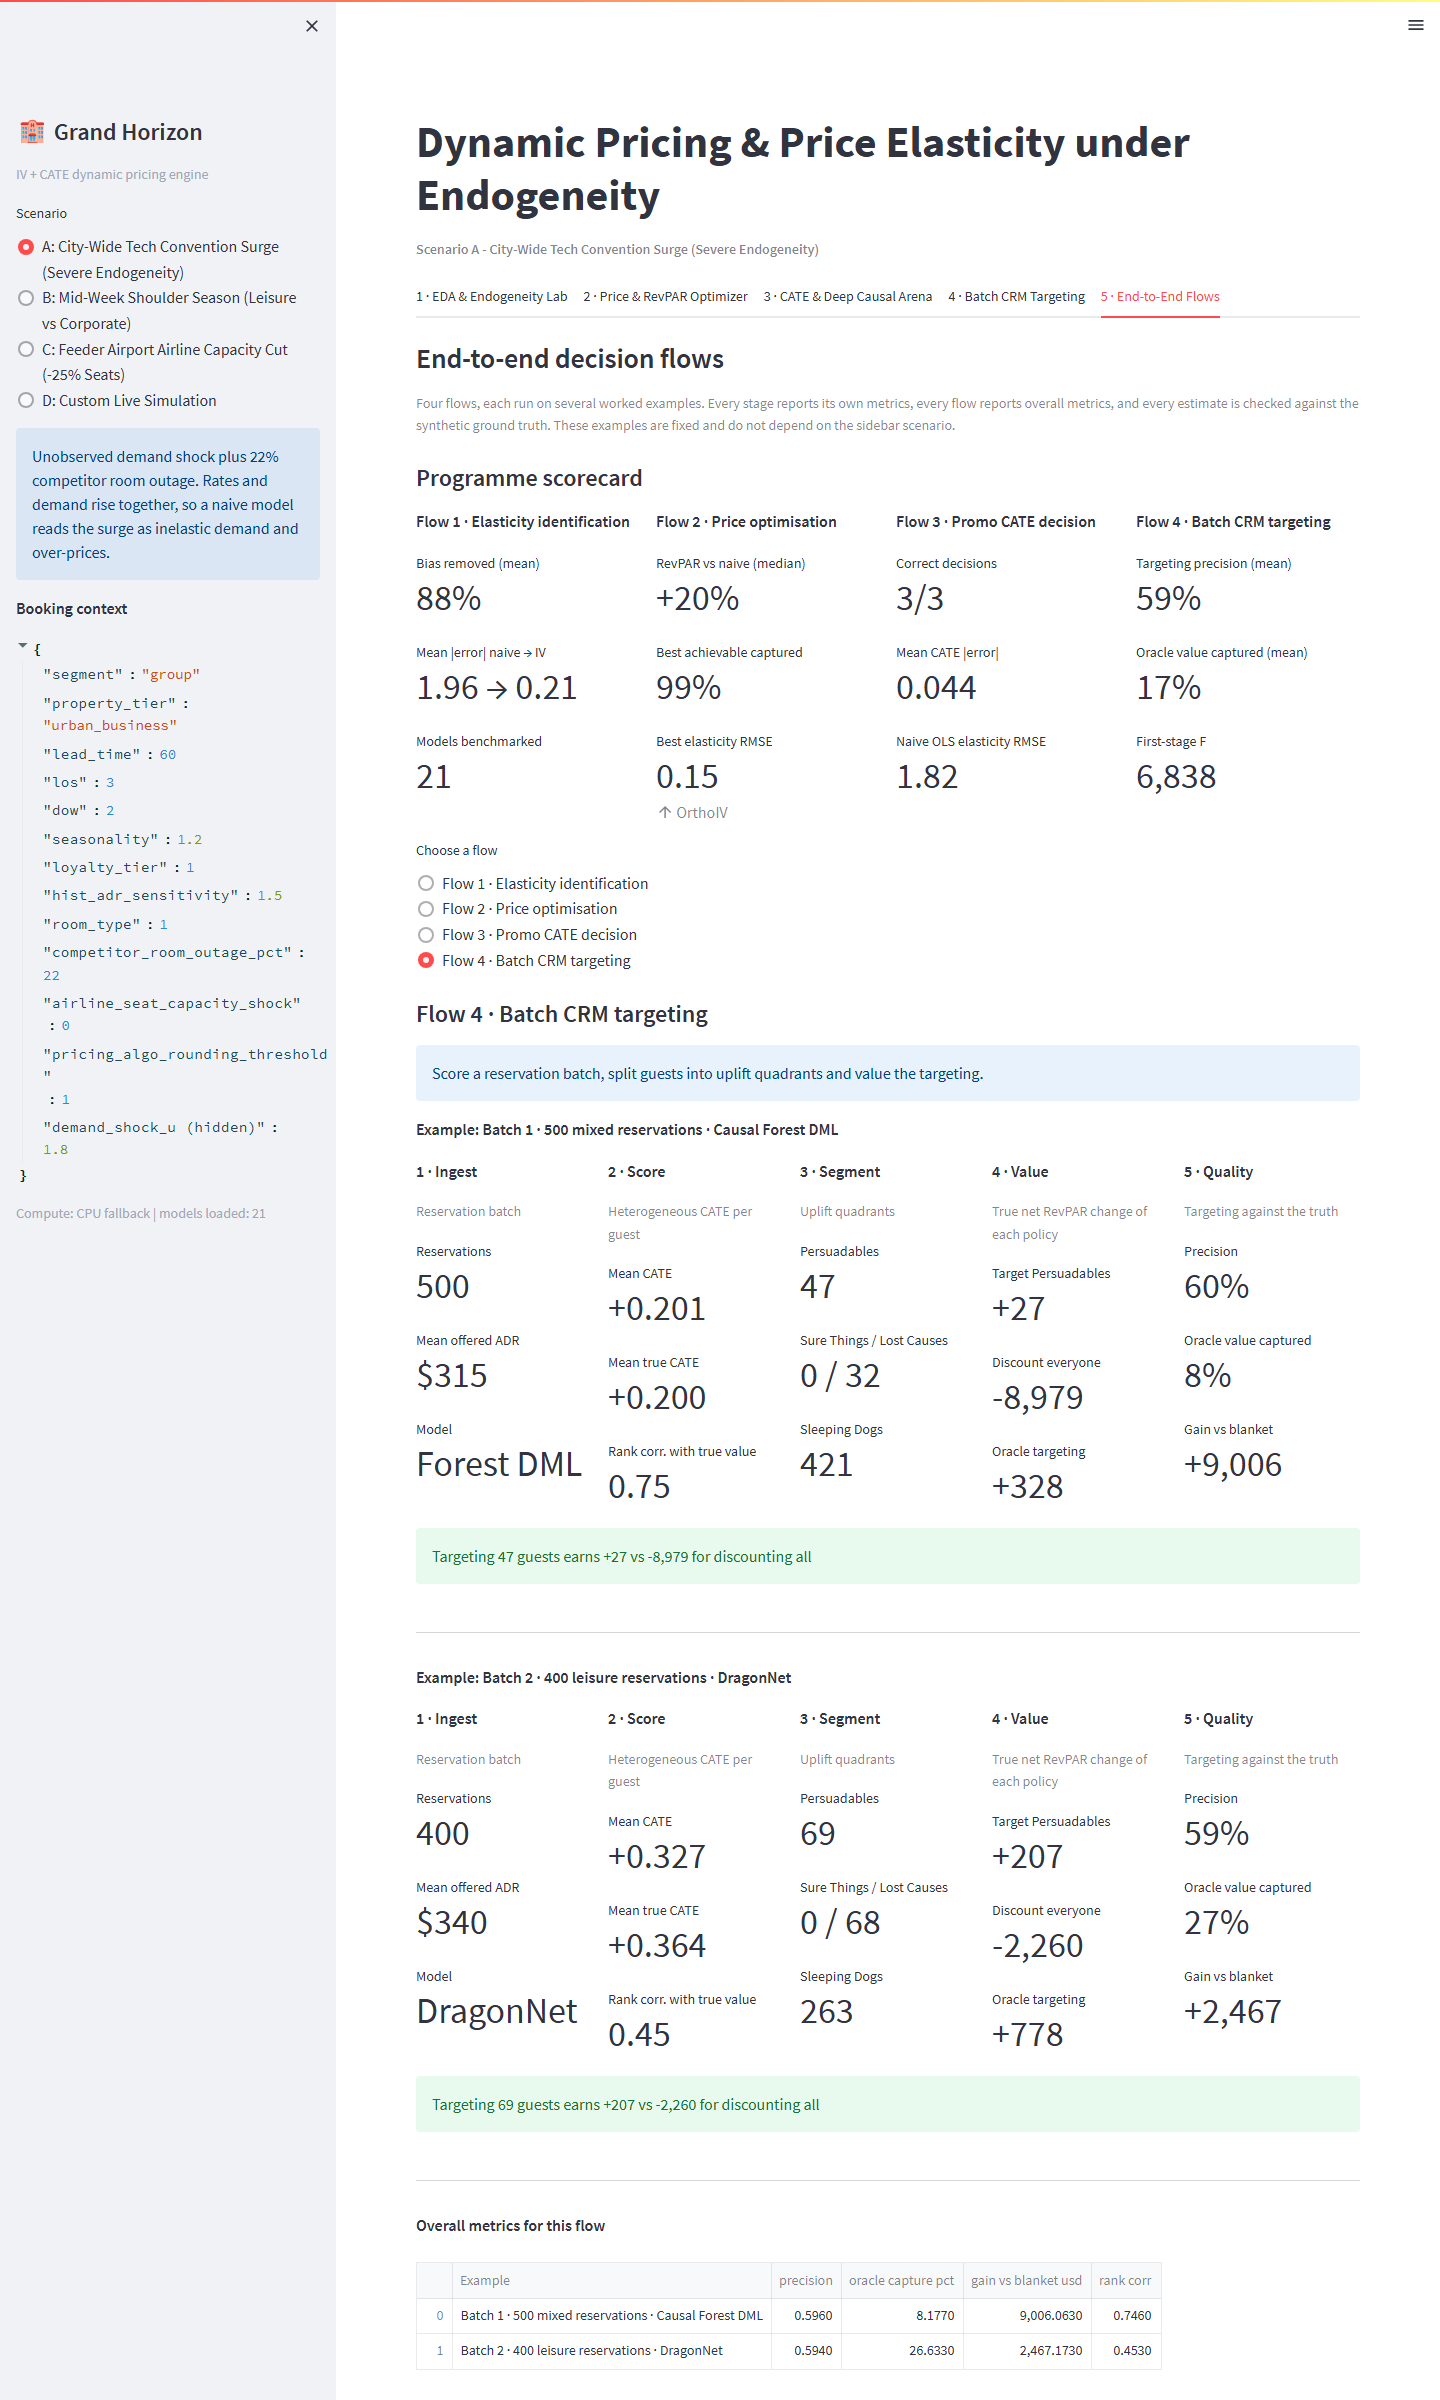 Grand Horizon
IV + CATE dynamic pricing engine
Scenario
A: City-Wide Tech Convention Surge
(Severe Endogeneity)
B: Mid-Week Shoulder Season (Leisure
vs Corporate)
C: Feeder Airport Airline Capacity Cut
(-25% Seats)
D: Custom Live Simulation
Unobserved demand shock plus 22%
competitor room outage. Rates and
demand rise together, so a naive model
reads the surge as inelastic demand and
over-prices.
Booking context
{
"segment" : "group"
"property_tier" :
"urban_business"
"lead_time" : 60
"los" : 3
"dow" : 2
"seasonality" : 1.2
"loyalty_tier" : 1
"hist_adr_sensitivity" : 1.5
"room_type" : 1
"competitor_room_outage_pct" :
22
"airline_seat_capacity_shock"
: 0
"pricing_algo_rounding_threshold
"
: 1
"demand_shock_u (hidden)" :
1.8
}
Compute: CPU fallback | models loaded: 21
Dynamic Pricing & Price Elasticity under
Endogeneity
Scenario A - City-Wide Tech Convention Surge (Severe Endogeneity)
1 · EDA & Endogeneity Lab 2 · Price & RevPAR Optimizer 3 · CATE & Deep Causal Arena 4 · Batch CRM Targeting 5 · End-to-End Flows
End-to-end decision flows
Four flows, each run on several worked examples. Every stage reports its own metrics, every flow reports overall metrics, and every estimate is checked against the
synthetic ground truth. These examples are fixed and do not depend on the sidebar scenario.
Programme scorecard
Flow 1 · Elasticity identification Flow 2 · Price optimisation Flow 3 · Promo CATE decision Flow 4 · Batch CRM targeting
Bias removed (mean) RevPAR vs naive (median) Correct decisions Targeting precision (mean)
88% +20% 3/3 59%
Mean |error| naive → IV Best achievable captured Mean CATE |error| Oracle value captured (mean)
1.96 → 0.21 99% 0.044 17%
Models benchmarked Best elasticity RMSE Naive OLS elasticity RMSE First-stage F
21 0.15 1.82 6,838
↑ OrthoIV
Choose a flow
Flow 1 · Elasticity identification
Flow 2 · Price optimisation
Flow 3 · Promo CATE decision
Flow 4 · Batch CRM targeting
Flow 4 · Batch CRM targeting
Score a reservation batch, split guests into uplift quadrants and value the targeting.
Example: Batch 1 · 500 mixed reservations · Causal Forest DML
1 · Ingest
Reservation batch
Reservations
500
Mean offered ADR
$315
Model
Forest DML
2 · Score
Heterogeneous CATE per
guest
Mean CATE
+0.201
Mean true CATE
+0.200
Rank corr. with true value
0.75
3 · Segment
Uplift quadrants
Persuadables
47
Sure Things / Lost Causes
0 / 32
Sleeping Dogs
421
4 · Value
True net RevPAR change of
each policy
Target Persuadables
+27
Discount everyone
-8,979
Oracle targeting
+328
5 · Quality
Targeting against the truth
Precision
60%
Oracle value captured
8%
Gain vs blanket
+9,006
Targeting 47 guests earns +27 vs -8,979 for discounting all
Example: Batch 2 · 400 leisure reservations · DragonNet
1 · Ingest
Reservation batch
Reservations
400
Mean offered ADR
$340
Model
DragonNet
2 · Score
Heterogeneous CATE per
guest
Mean CATE
+0.327
Mean true CATE
+0.364
Rank corr. with true value
0.45
3 · Segment
Uplift quadrants
Persuadables
69
Sure Things / Lost Causes
0 / 68
Sleeping Dogs
263
4 · Value
True net RevPAR change of
each policy
Target Persuadables
+207
Discount everyone
-2,260
Oracle targeting
+778
5 · Quality
Targeting against the truth
Precision
59%
Oracle value captured
27%
Gain vs blanket
+2,467
Targeting 69 guests earns +207 vs -2,260 for discounting all
Overall metrics for this flow
Example precision oracle capture pct gain vs blanket usd rank corr
0 Batch 1 · 500 mixed reservations · Causal Forest DML 0.5960 8.1770 9,006.0630 0.7460
1 Batch 2 · 400 leisure reservations · DragonNet 0.5940 26.6330 2,467.1730 0.4530